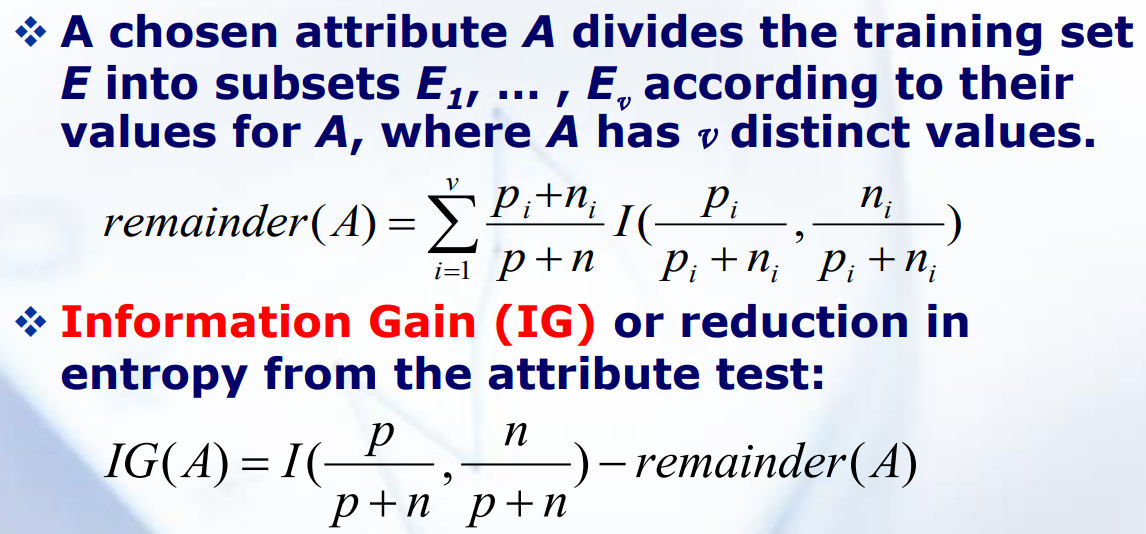 ❖ A chosen attribute A divides the training set
E into subsets E₁, … , Eᵥ according to their
values for A, where A has v distinct values.
remainder(A) = \sum_{i=1}^{v} \frac{p_i+n_i}{p+n} I(\frac{p_i}{p_i+n_i}, \frac{n_i}{p_i+n_i})
❖ Information Gain (IG) or reduction in
entropy from the attribute test:
IG(A) = I(\frac{p}{p+n}, \frac{n}{p+n}) − remainder(A)